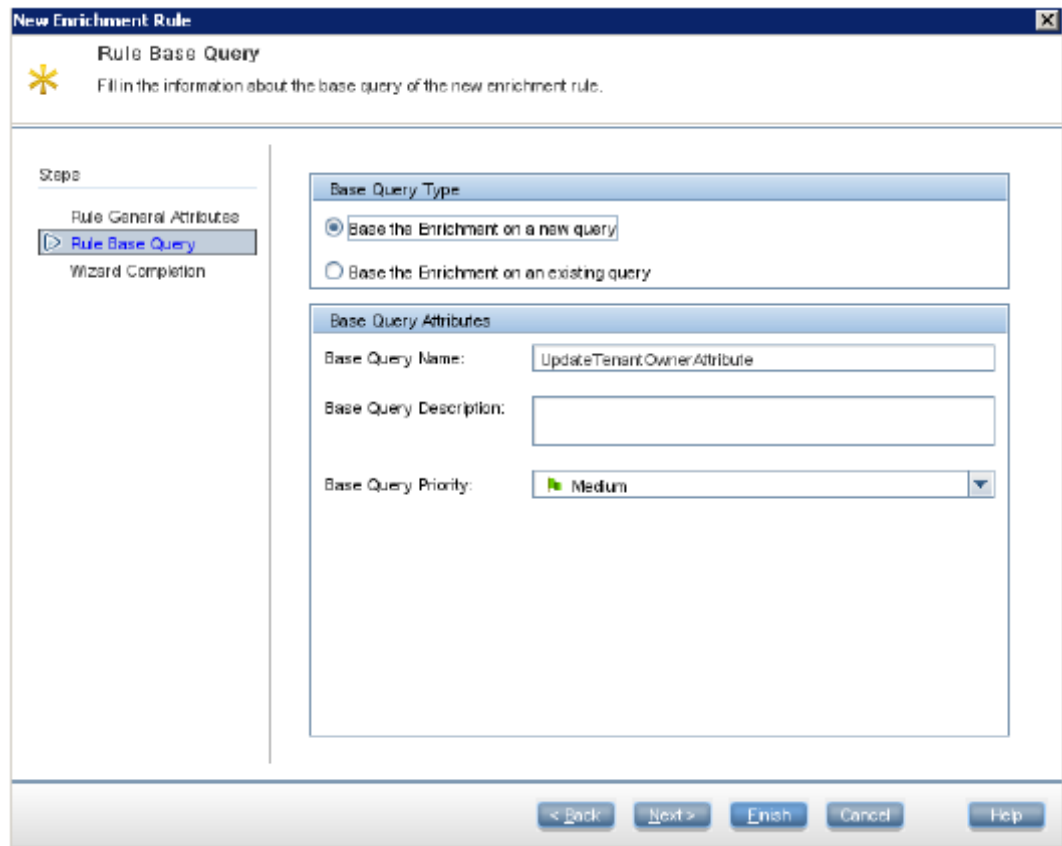 New Enrichment Rule
Rule Base Query
Fill in the information about the base query of the new enrichment rule.
Steps
Rule General Attributes
Rule Base Query
Wizard Completion
Base Query Type
Base the Enrichment on a new query
Base the Enrichment on an existing query
Base Query Attributes
Base Query Name: UpdateTenantOwnerAttribute
Base Query Description:
Base Query Priority: Medium
< Back Next > Finish Cancel Help